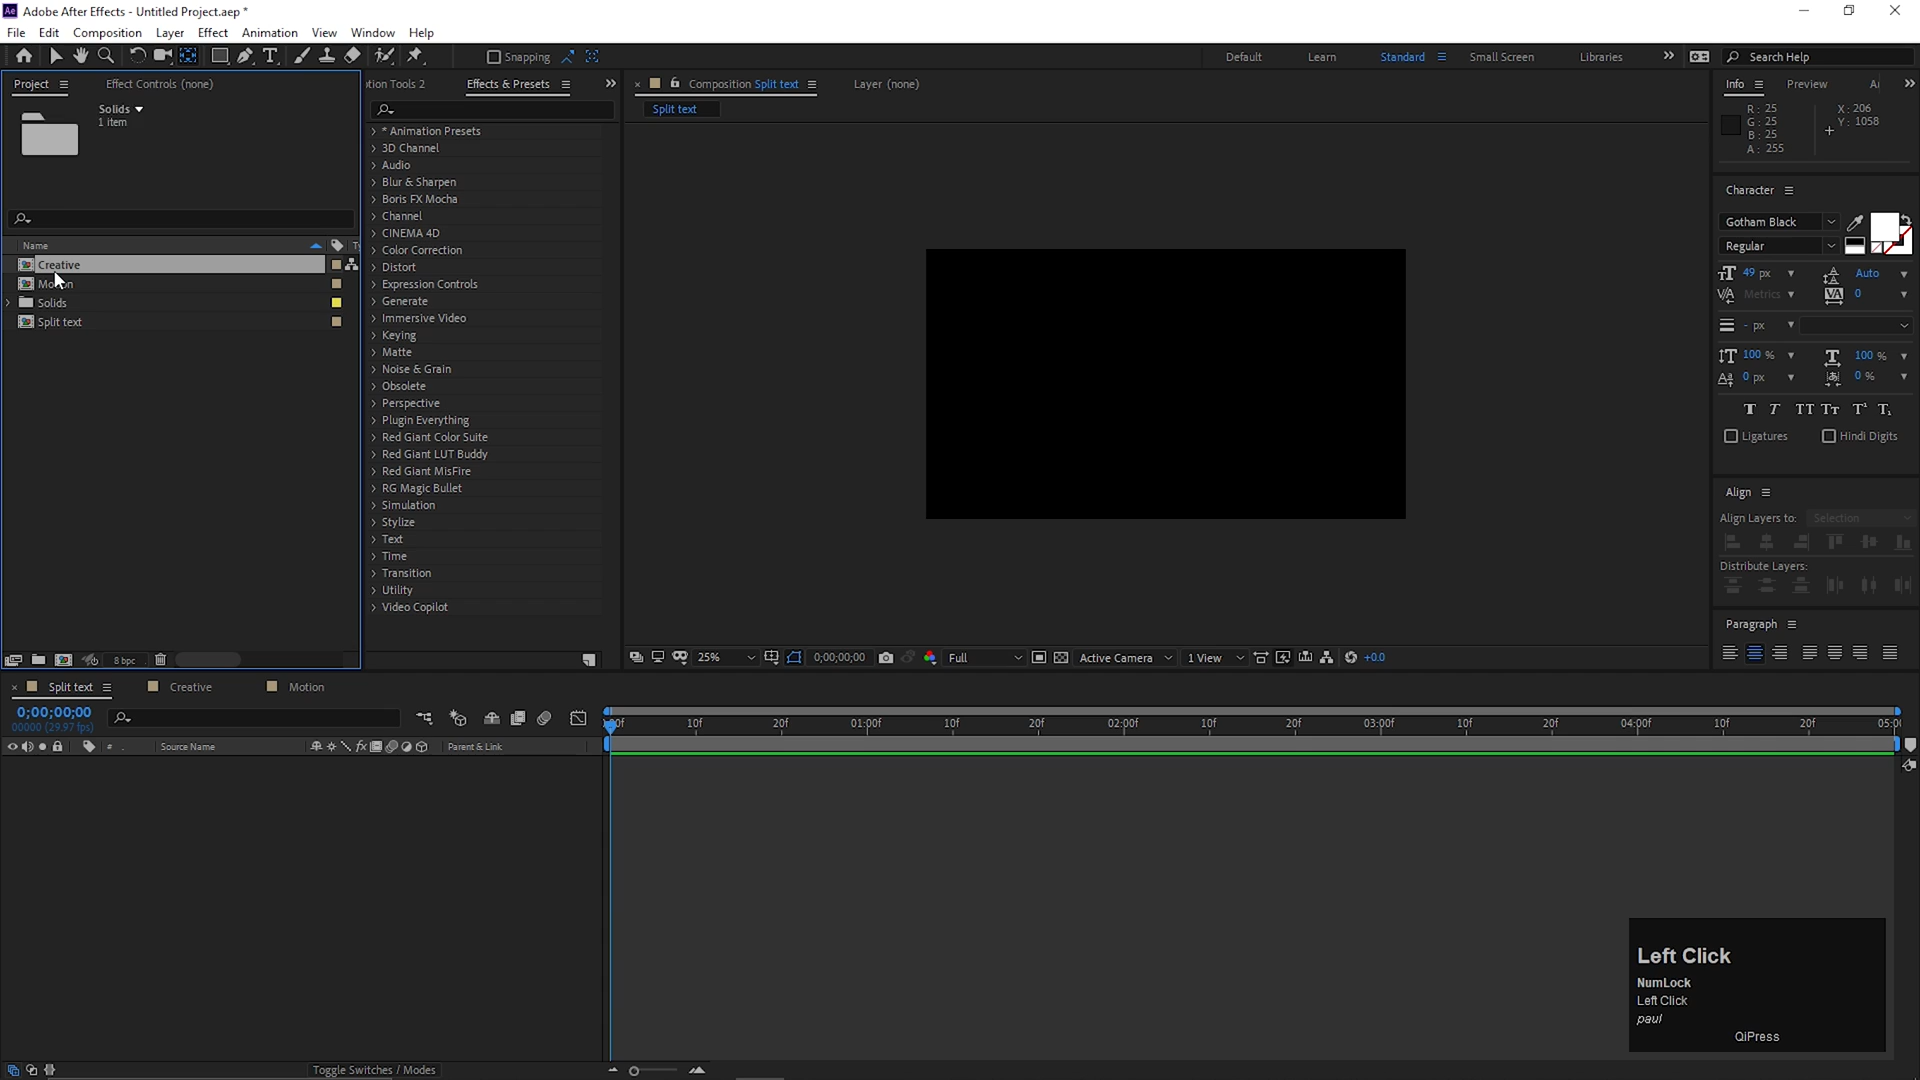 Adobe After Effects - Untitled Project.aep *
File Edit Composition Layer Effect Animation View Window Help
Snapping
Default Learn Standard Small Screen Libraries
Search Help
Project
Effect Controls (none)
Solids
1 item
Name
Creative
Solids
Split text
8 bpc
tion Tools 2
Effects & Presets
* Animation Presets
3D Channel
Audio
Blur & Sharpen
Boris FX Mocha
Channel
CINEMA 4D
Color Correction
Distort
Expression Controls
Generate
Immersive Video
Keying
Matte
Noise & Grain
Obsolete
Perspective
Plugin Everything
Red Giant Color Suite
Red Giant LUT Buddy
Red Giant MisFire
RG Magic Bullet
Simulation
Stylize
Text
Time
Transition
Utility
Video Copilot
Composition Split text
Layer (none)
Split text
25% 0;00;00;00 Full Active Camera 1 View +0.0
Info Preview
R: 25
G: 25
B: 25
A: 255
X: 206
Y: 1058
Character
Gotham Black
Regular
49 px Auto
Metrics 0
- px
100 % 100 %
0 px 0 %
Ligatures Hindi Digits
Align
Align Layers to: Selection
Distribute Layers:
Paragraph
Split text Creative Motion
0;00;00;00
00000 (29.97 fps)
# . Source Name Parent & Link
10f 20f 01:00f 10f 20f 02:00f 10f 20f 03:00f 10f 20f 04:00f 10f 20f
Toggle Switches / Modes
Left Click
NumLock
Left Click
paul
QiPress